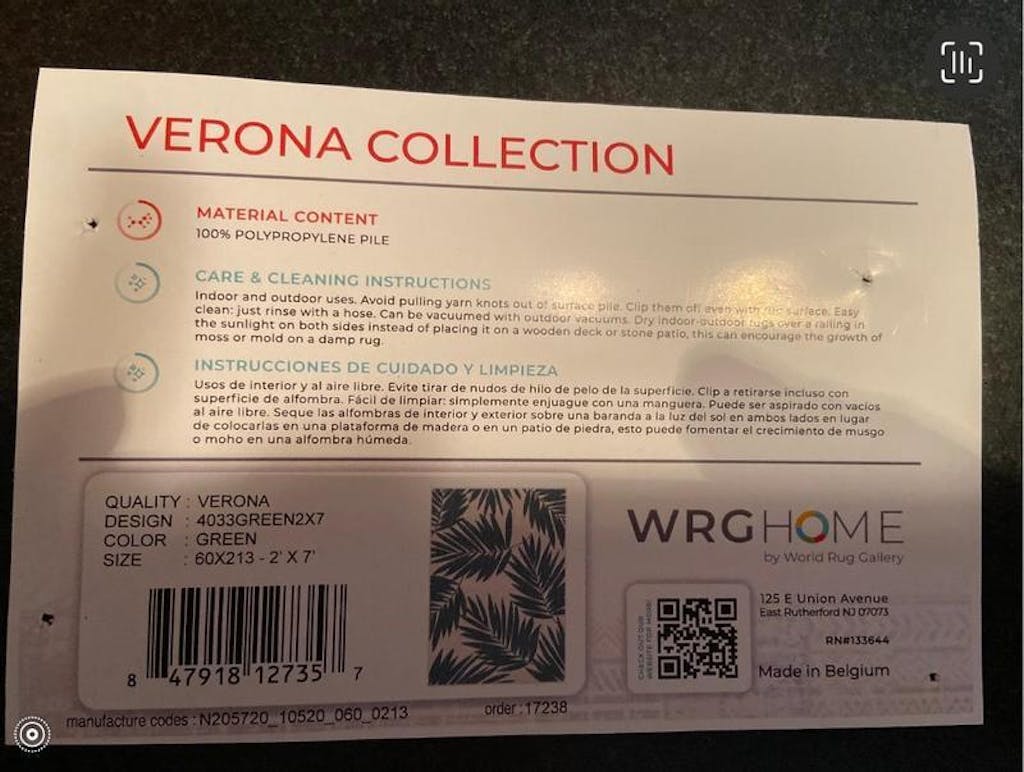 VERONA COLLECTION
MATERIAL CONTENT
100% POLYPROPYLENE PILE
CARE & CLEANING INSTRUCTIONS
Indoor and outdoor uses. Avoid pulling yarn knots out of surface pile. Clip them off even with rug surface. Easy
clean: just rinse with a hose. Can be vacuumed with outdoor vacuums. Dry indoor-outdoor rugs over a railing in
the sunlight on both sides instead of placing it on a wooden deck or stone patio, this can encourage the growth of
moss or mold on a damp rug.
INSTRUCCIONES DE CUIDADO Y LIMPIEZA
Usos de interior y al aire libre. Evite tirar de nudos de hilo de pelo de la superficie. Clip a retirarse incluso con
superficie de alfombra. Fácil de limpiar: simplemente enjuague con una manguera. Puede ser aspirado con vacíos
al aire libre. Seque las alfombras de interior y exterior sobre una baranda a la luz del sol en ambos lados en lugar
de colocarlas en una plataforma de madera o en un patio de piedra, esto puede fomentar el crecimiento de musgo
o moho en una alfombra húmeda.
QUALITY : VERONA
DESIGN : 4033GREEN2X7
COLOR : GREEN
SIZE : 60X213 - 2' X 7'
8 47918 12735 7
manufacture codes : N205720_10520_060_0213
order :17238
WRGHOME
by World Rug Gallery
CHECK OUT OUR
WEBSITE FOR MORE
125 E Union Avenue
East Rutherford NJ 07073
RN#133644
Made in Belgium